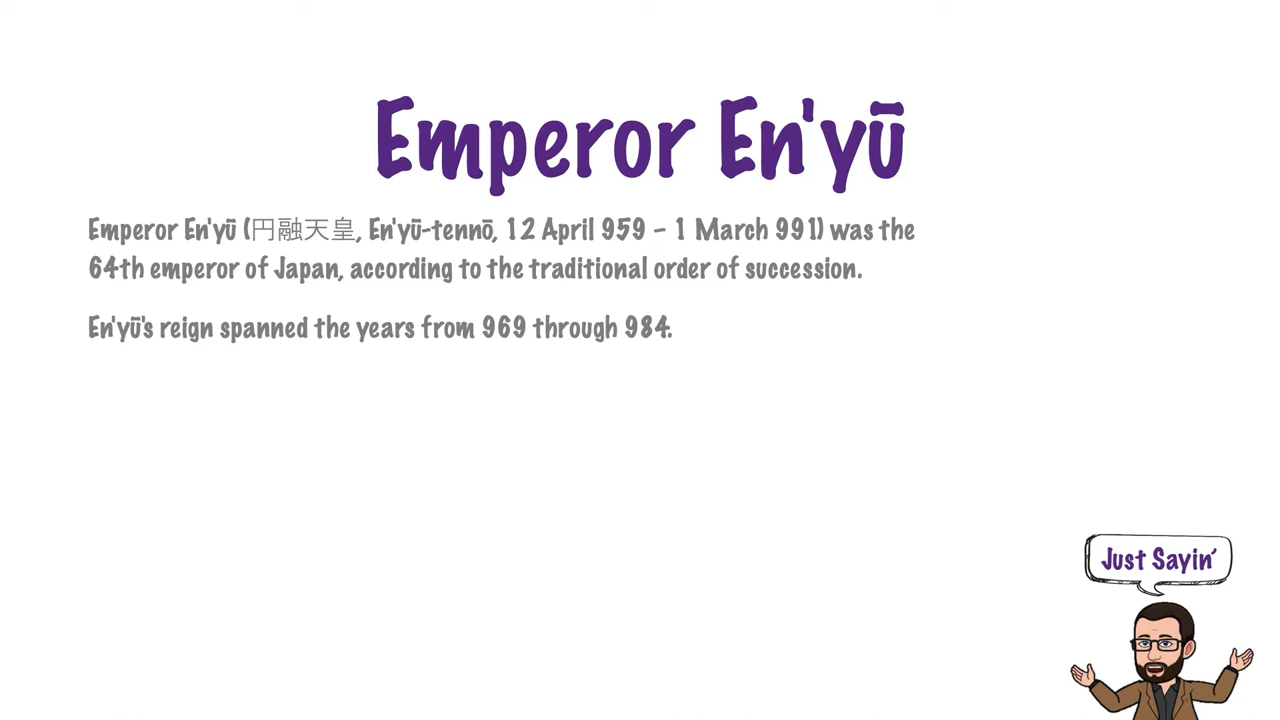 Emperor En'yū
Emperor En'yū (円融天皇, En'yū-tennō, 12 April 959 – 1 March 991) was the
64th emperor of Japan, according to the traditional order of succession.
En'yū's reign spanned the years from 969 through 984.
Just Sayin’